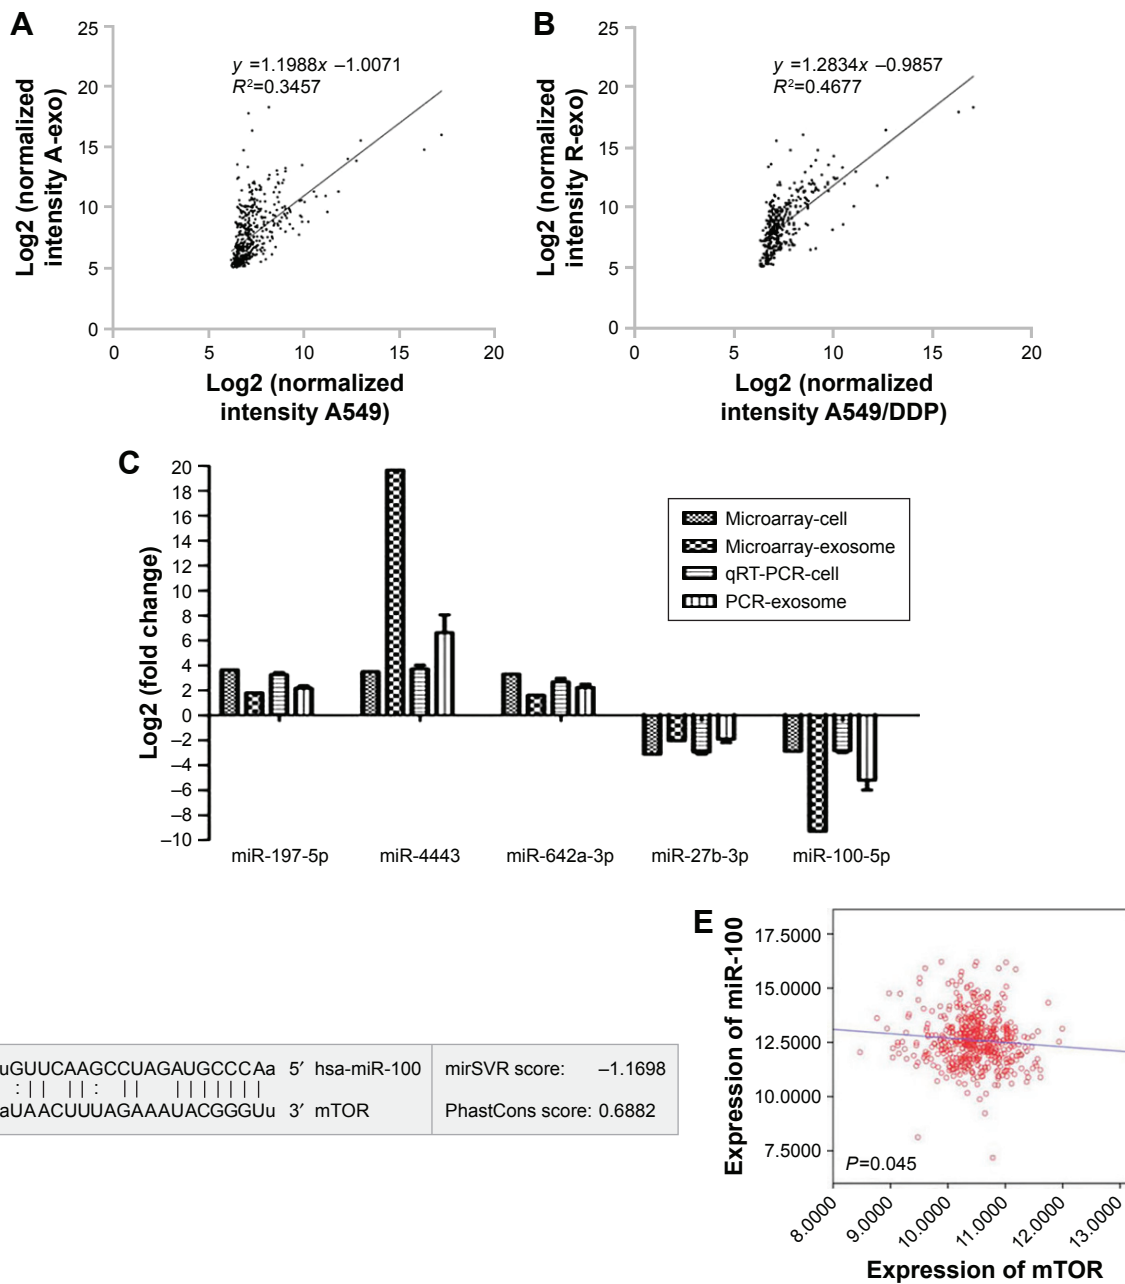 A
25
20
15
10
5
0
0
5
10
15
20
y =1.1988x –1.0071
R²=0.3457
Log2 (normalized
intensity A-exo)
Log2 (normalized
intensity A549)
B
25
20
15
10
5
0
0
5
10
15
20
y =1.2834x –0.9857
R²=0.4677
Log2 (normalized
intensity R-exo)
Log2 (normalized
intensity A549/DDP)
C
Log2 (fold change)
20
18
16
14
12
10
8
6
4
2
0
–2
–4
–6
–8
–10
Microarray-cell
Microarray-exosome
qRT-PCR-cell
PCR-exosome
miR-197-5p
miR-4443
miR-642a-3p
miR-27b-3p
miR-100-5p
uGUUCAAGCCUAGAUGCCCAa 5′ hsa-miR-100
aUAACUUUAGAAAUACGGGUu 3′ mTOR
mirSVR score: –1.1698
PhastCons score: 0.6882
E
Expression of miR-100
17.5000
15.0000
12.5000
10.0000
7.5000
P=0.045
8.0000
9.0000
10.0000
11.0000
12.0000
13.0000
Expression of mTOR